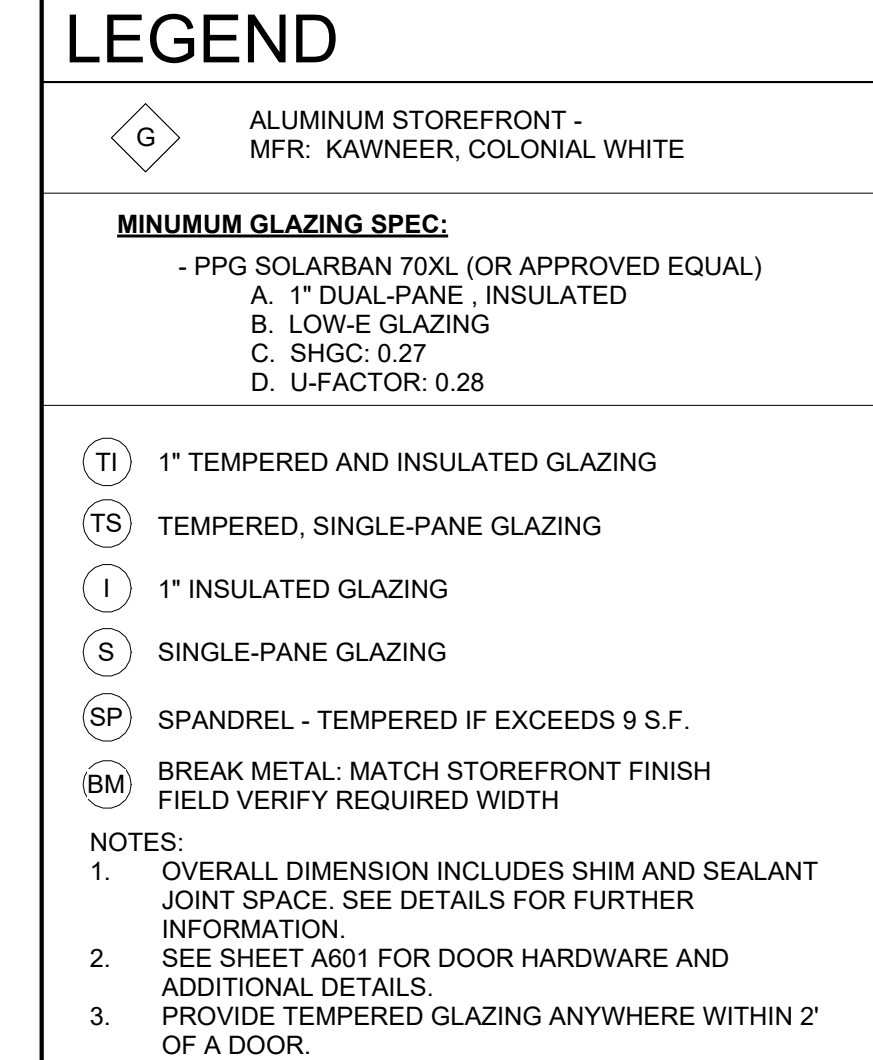 LEGEND
G
ALUMINUM STOREFRONT -
MFR: KAWNEER, COLONIAL WHITE
MINUMUM GLAZING SPEC:
- PPG SOLARBAN 70XL (OR APPROVED EQUAL)
A. 1" DUAL-PANE , INSULATED
B. LOW-E GLAZING
C. SHGC: 0.27
D. U-FACTOR: 0.28
TI 1" TEMPERED AND INSULATED GLAZING
TS TEMPERED, SINGLE-PANE GLAZING
I 1" INSULATED GLAZING
S SINGLE-PANE GLAZING
SP SPANDREL - TEMPERED IF EXCEEDS 9 S.F.
BM BREAK METAL: MATCH STOREFRONT FINISH
FIELD VERIFY REQUIRED WIDTH
NOTES:
1. OVERALL DIMENSION INCLUDES SHIM AND SEALANT
JOINT SPACE. SEE DETAILS FOR FURTHER
INFORMATION.
2. SEE SHEET A601 FOR DOOR HARDWARE AND
ADDITIONAL DETAILS.
3. PROVIDE TEMPERED GLAZING ANYWHERE WITHIN 2'
OF A DOOR.